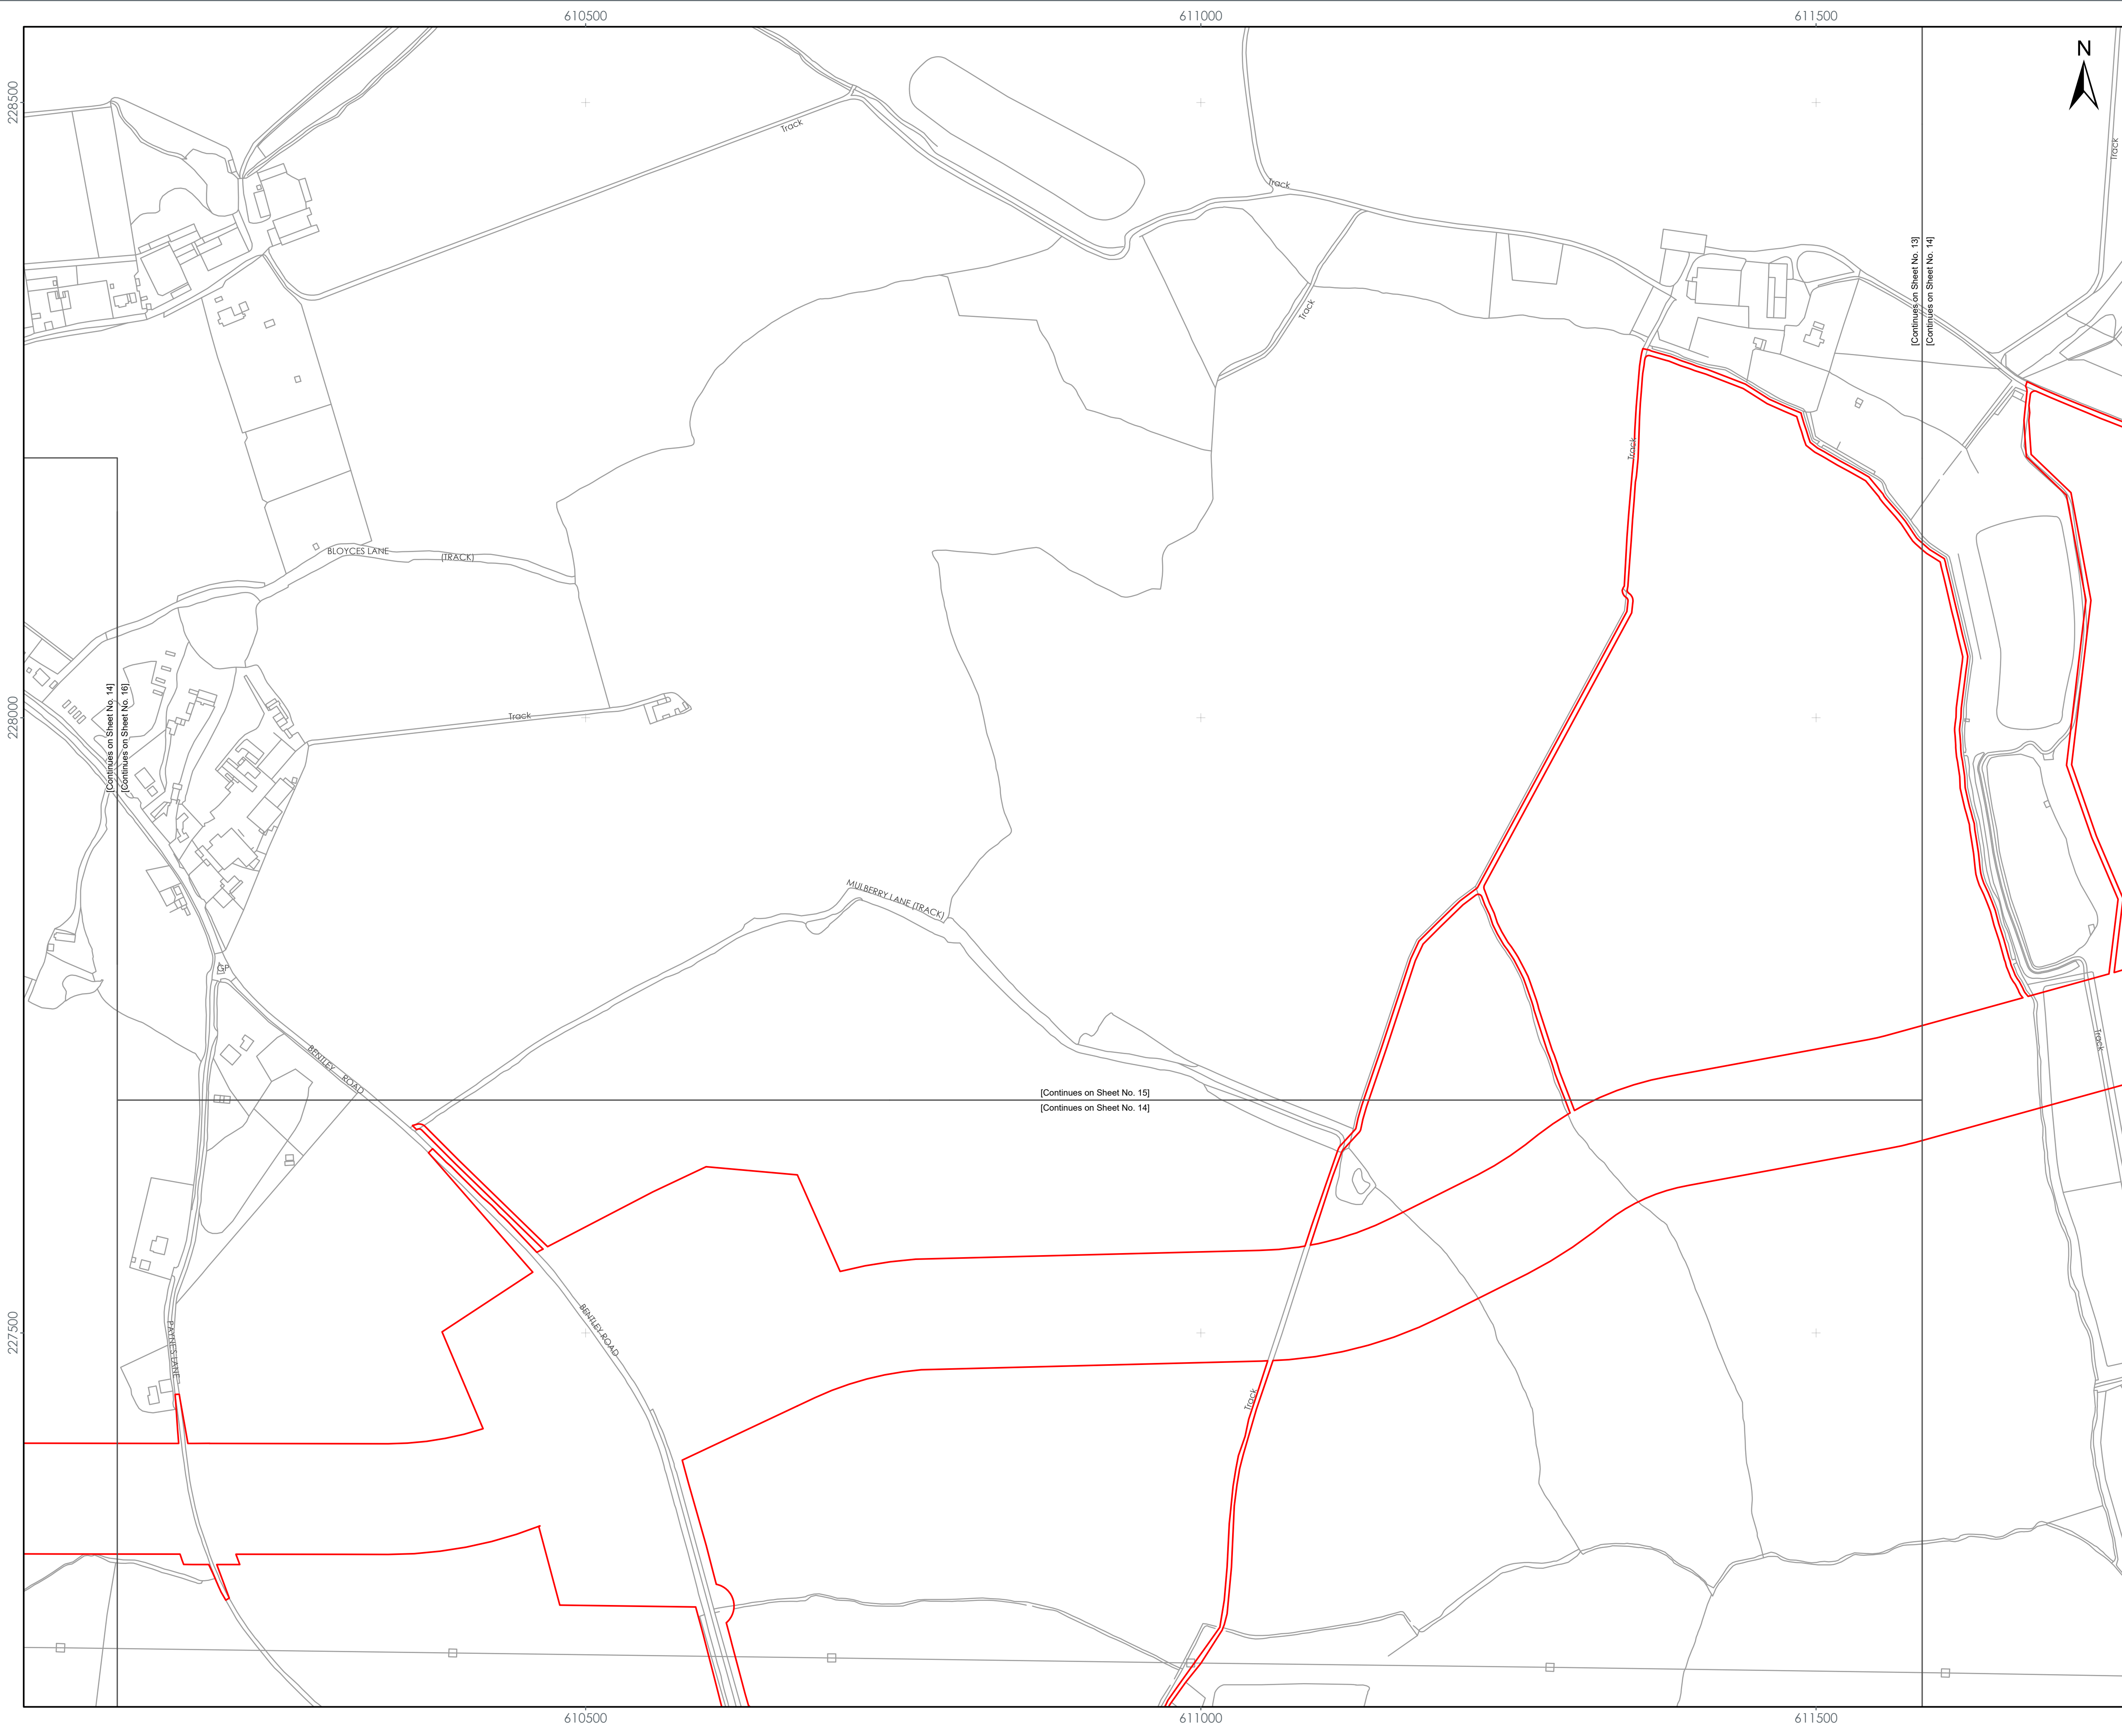 610500
611000
611500
N
228500
Track
Track
Track
[Continues on Sheet No. 13]
[Continues on Sheet No. 14]
Track
Track
BLOYCES LANE
(TRACK)
228000
Track
[Continues on Sheet No. 14]
[Continues on Sheet No. 16]
MULBERRY LANE (TRACK)
GP
BENTLEY ROAD
Track
[Continues on Sheet No. 15]
[Continues on Sheet No. 14]
227500
BENTLEY ROAD
PAYNES LANE
Track
610500
611000
611500